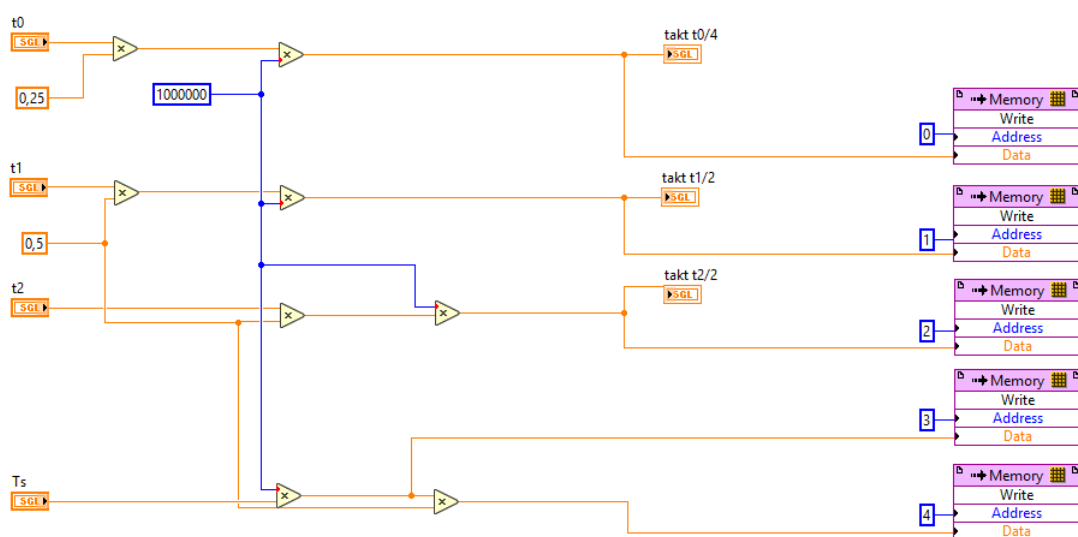 t0
SGL
0,25
×
1000000
×
takt t0/4
SGL
Memory
Write
0
Address
Data
t1
SGL
×
0,5
×
takt t1/2
SGL
Memory
Write
1
Address
Data
t2
SGL
×
×
takt t2/2
SGL
Memory
Write
2
Address
Data
Memory
Write
3
Address
Data
Ts
SGL
×
×
Memory
Write
4
Address
Data